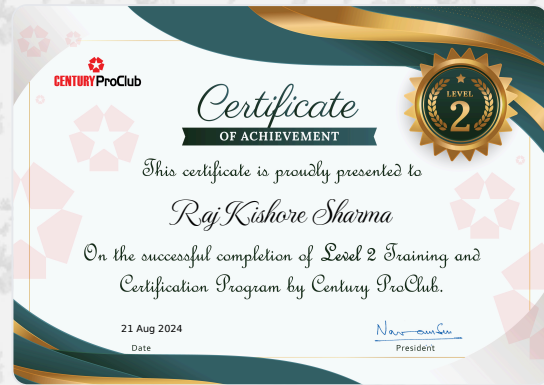 CENTURY ProClub
LEVEL
2
Certificate
OF ACHIEVEMENT
This certificate is proudly presented to
Raj Kishore Sharma
On the successful completion of Level 2 Training and
Certification Program by Century ProClub.
21 Aug 2024
Date
President